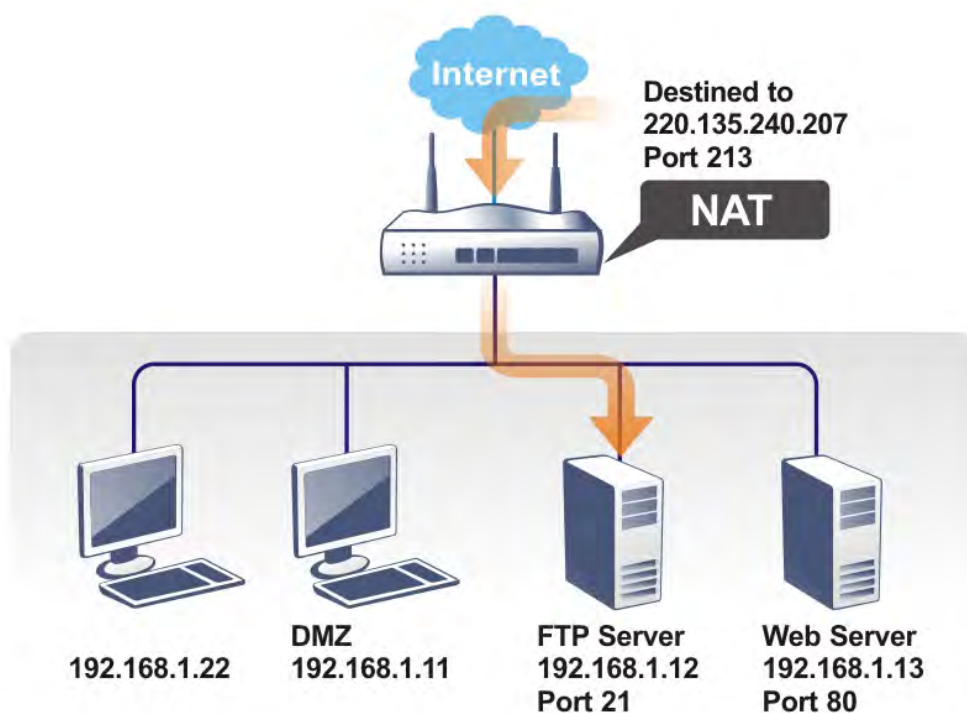 Internet
Destined to
220.135.240.207
Port 213
NAT
192.168.1.22
DMZ
192.168.1.11
FTP Server
192.168.1.12
Port 21
Web Server
192.168.1.13
Port 80